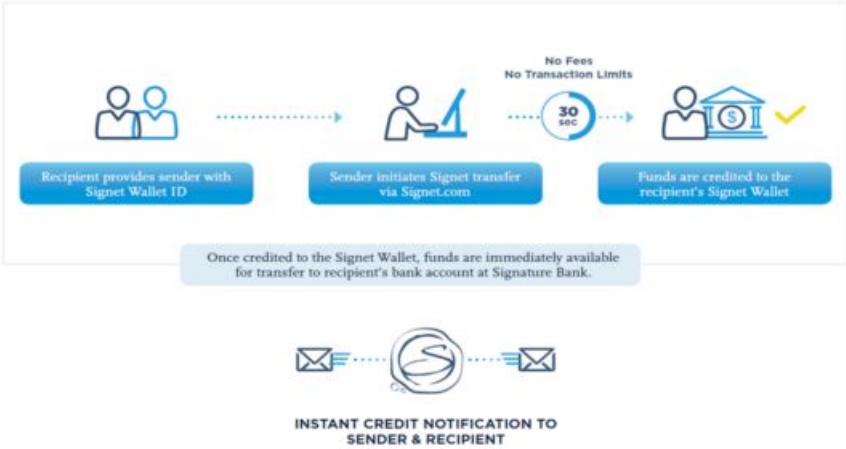 No Fees
No Transaction Limits
30
sec
$
Recipient provides sender with
Signet Wallet ID
Sender initiates Signet transfer
via Signet.com
Funds are credited to the
recipient's Signet Wallet
Once credited to the Signet Wallet, funds are immediately available
for transfer to recipient's bank account at Signature Bank.
S
INSTANT CREDIT NOTIFICATION TO
SENDER & RECIPIENT